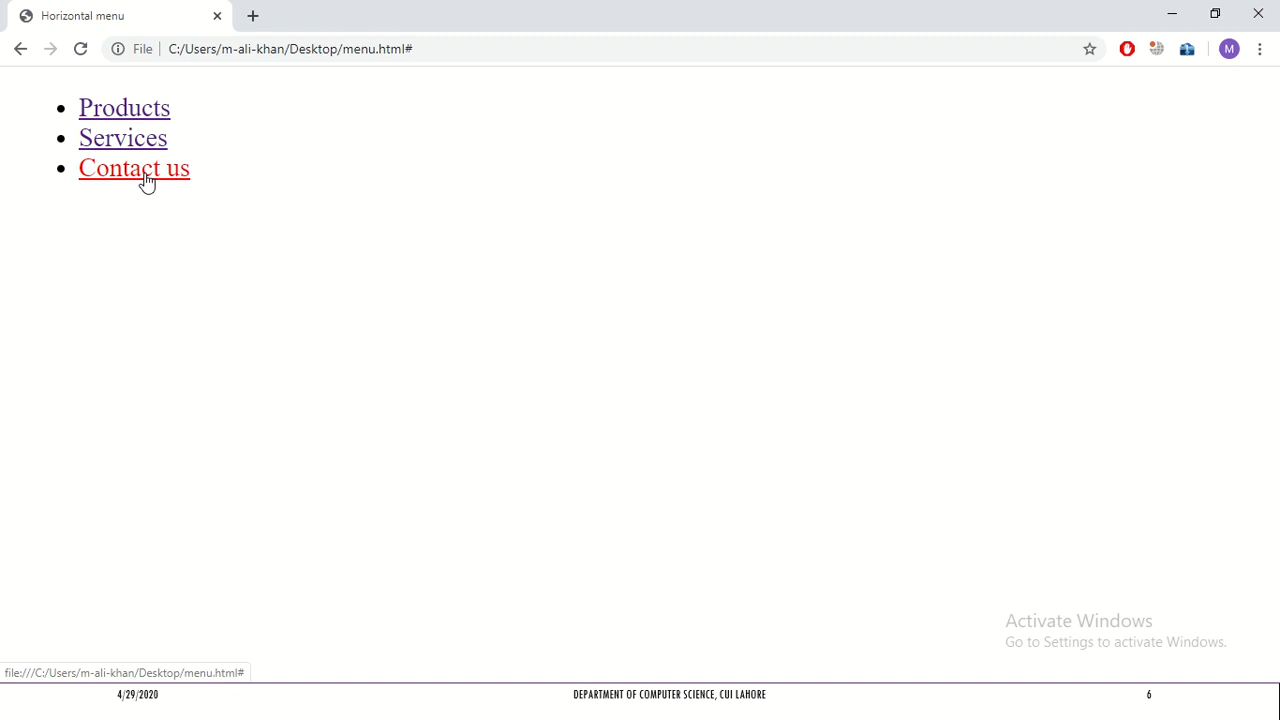 Horizontal menu
File C:/Users/m-ali-khan/Desktop/menu.html# M
• Products
• Services
• Contact us
Activate Windows
Go to Settings to activate Windows.
file:///C:/Users/m-ali-khan/Desktop/menu.html#
4/29/2020 DEPARTMENT OF COMPUTER SCIENCE, CUI LAHORE 6